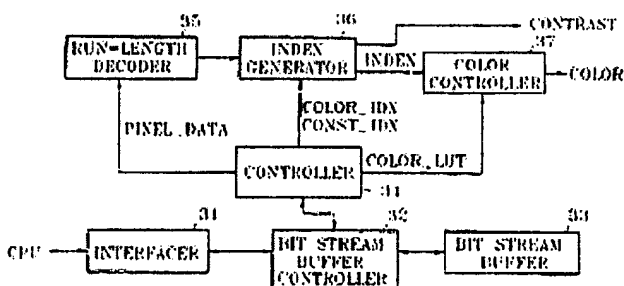 35
36
RUN-LENGTH
DECODER
INDEX
GENERATOR
CONTRAST
INDEX
37
COLOR
CONTROLLER
COLOR
PIXEL_DATA
COLOR_IDX
CONST_IDX
CONTROLLER
COLOR_LUT
34
31
32
33
CPU
INTERFACER
BIT STREAM
BUFFER
CONTROLLER
BIT STREAM
BUFFER